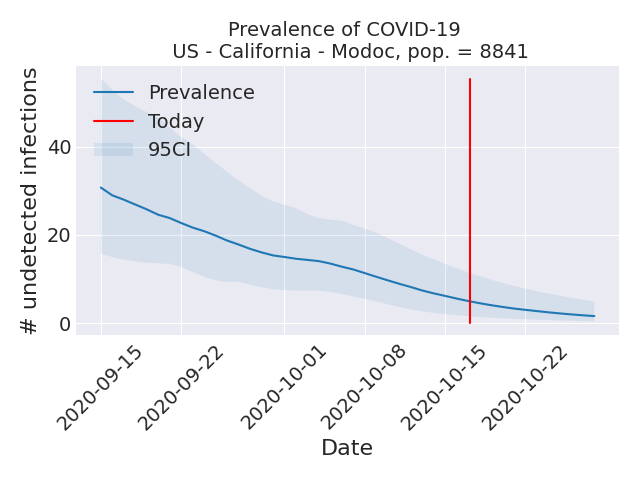 Prevalence of COVID-19
US - California - Modoc, pop. = 8841
# undetected infections
40
20
0
Prevalence
Today
95CI
2020-09-15
2020-09-22
2020-10-01
2020-10-08
2020-10-15
2020-10-22
Date